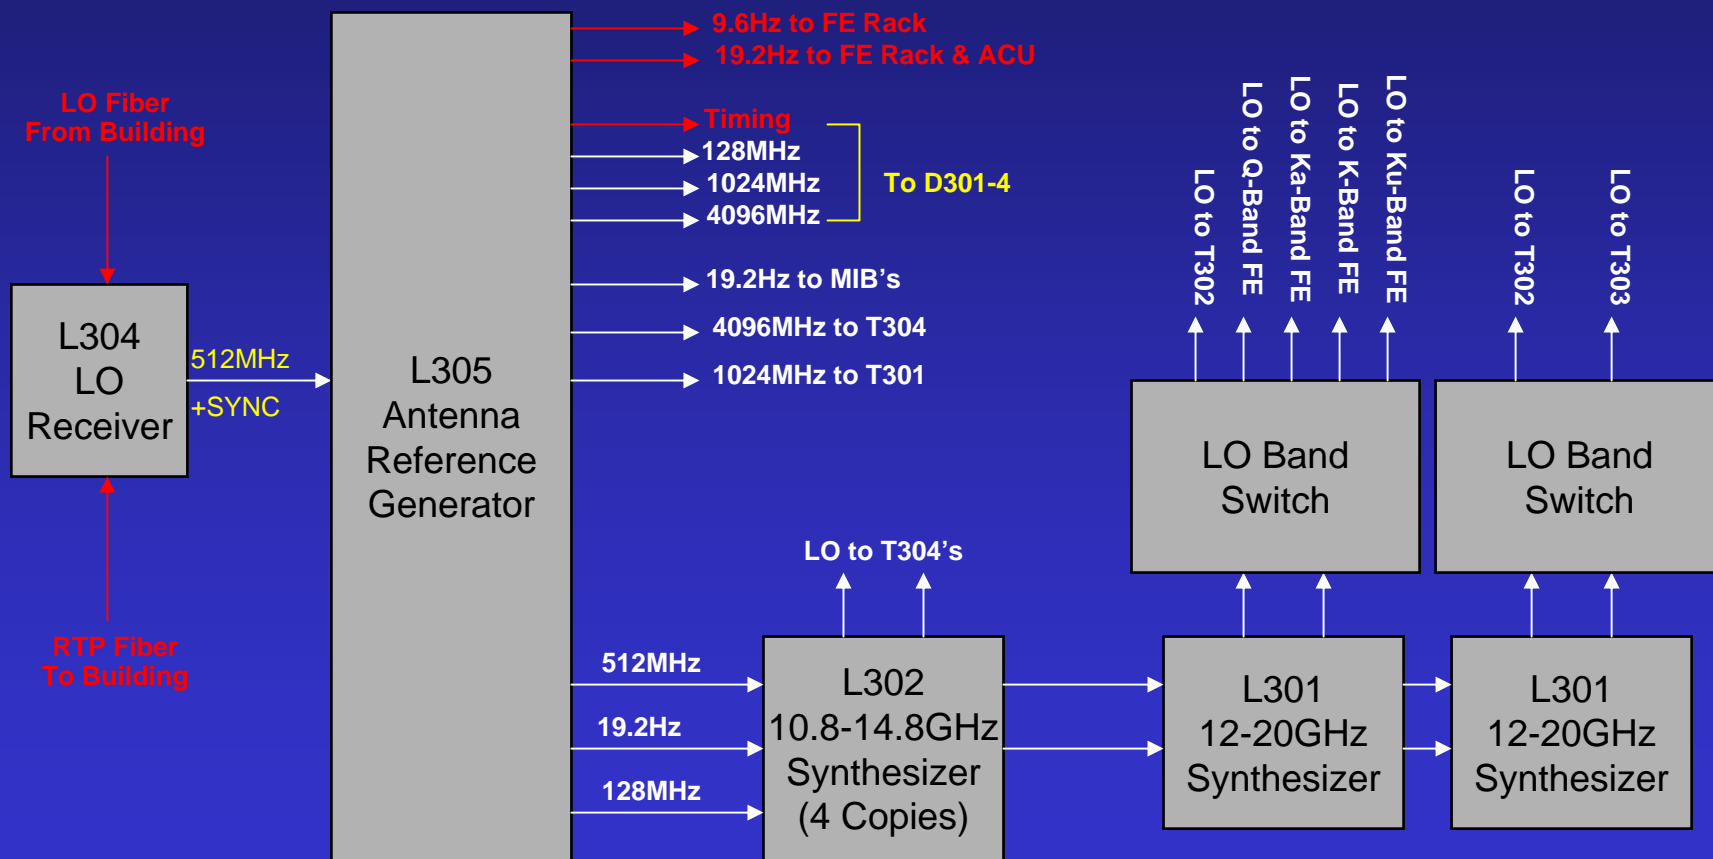 9.6Hz to FE Rack
19.2Hz to FE Rack & ACU
LO Fiber
From Building
Timing
128MHz
1024MHz
4096MHz
To D301-4
19.2Hz to MIB's
4096MHz to T304
1024MHz to T301
L304
LO
Receiver
512MHz
+SYNC
L305
Antenna
Reference
Generator
RTP Fiber
To Building
LO to T302
LO to Q-Band FE
LO to Ka-Band FE
LO to K-Band FE
LO to Ku-Band FE
LO to T302
LO to T303
LO Band
Switch
LO Band
Switch
LO to T304’s
512MHz
19.2Hz
128MHz
L302
10.8-14.8GHz
Synthesizer
(4 Copies)
L301
12-20GHz
Synthesizer
L301
12-20GHz
Synthesizer